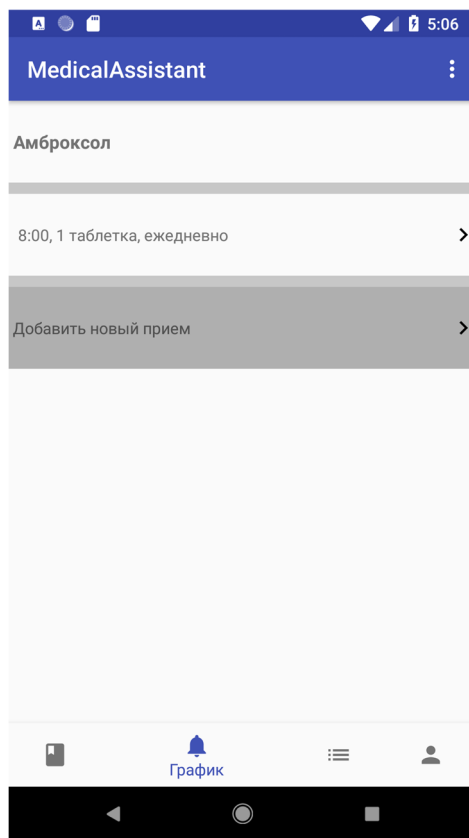 5:06
MedicalAssistant
Амброксол
8:00, 1 таблетка, ежедневно
Добавить новый прием
График